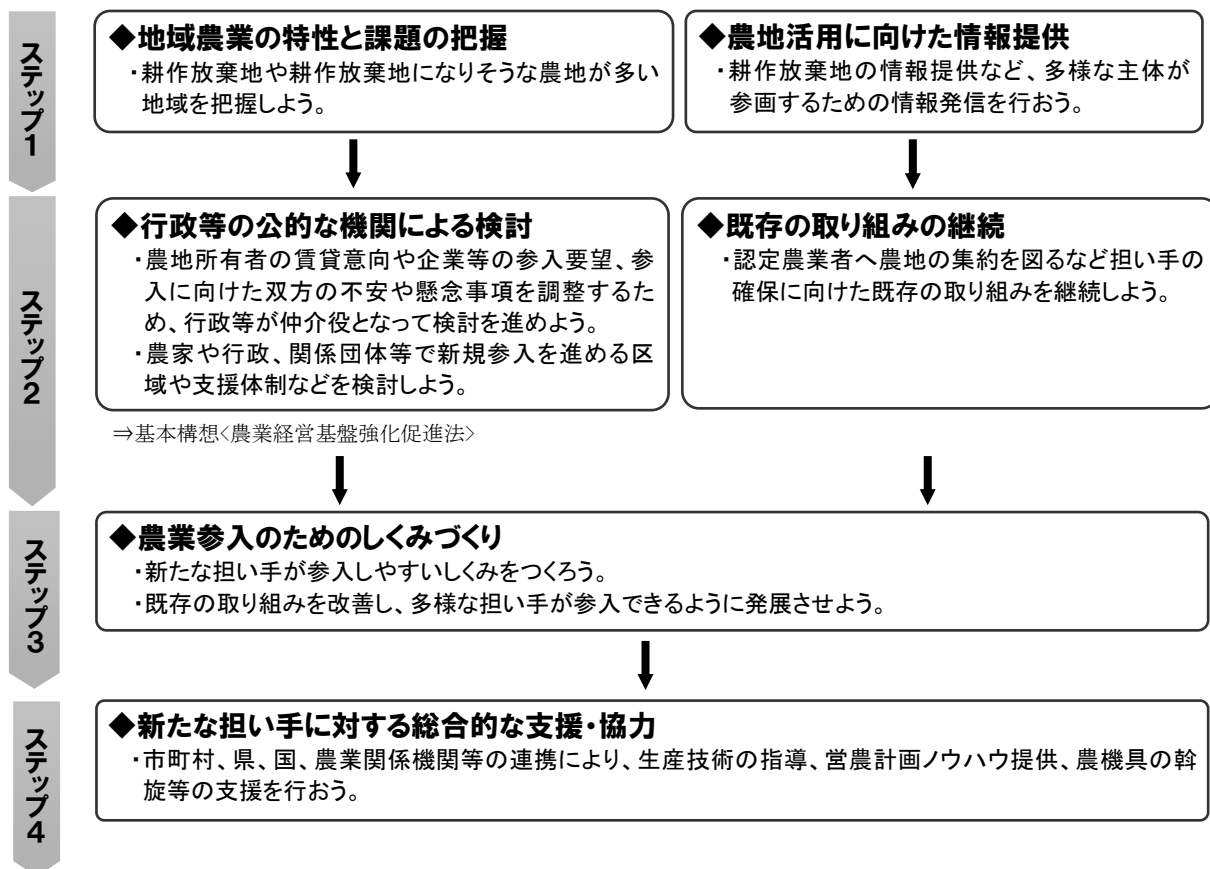 ステップ1
◆地域農業の特性と課題の把握
・耕作放棄地や耕作放棄地になりそうな農地が多い
地域を把握しよう。
◆農地活用に向けた情報提供
・耕作放棄地の情報提供など、多様な主体が
参画するための情報発信を行おう。
ステップ2
◆行政等の公的な機関による検討
・農地所有者の賃貸意向や企業等の参入要望、参
入に向けた双方の不安や懸念事項を調整するた
め、行政等が仲介役となって検討を進めよう。
・農家や行政、関係団体等で新規参入を進める区
域や支援体制などを検討しよう。
⇒基本構想<農業経営基盤強化促進法>
◆既存の取り組みの継続
・認定農業者へ農地の集約を図るなど担い手の
確保に向けた既存の取り組みを継続しよう。
ステップ3
◆農業参入のためのしくみづくり
・新たな担い手が参入しやすいしくみをつくろう。
・既存の取り組みを改善し、多様な担い手が参入できるように発展させよう。
ステップ4
◆新たな担い手に対する総合的な支援・協力
・市町村、県、国、農業関係機関等の連携により、生産技術の指導、営農計画ノウハウ提供、農機具の斡
旋等の支援を行おう。